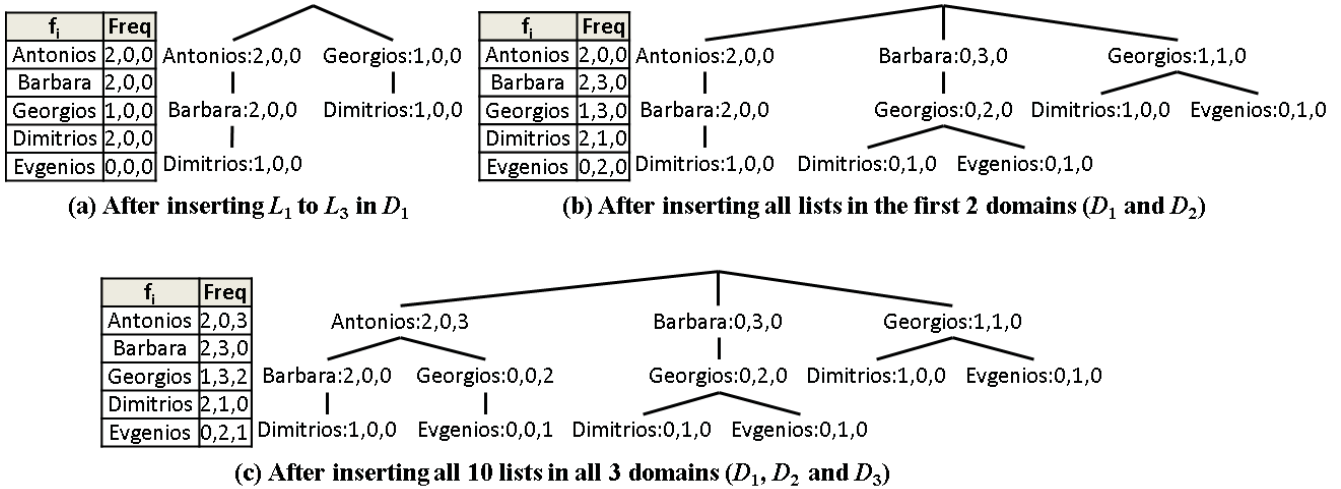 fi Freq
Antonios 2,0,0
Barbara 2,0,0
Georgios 1,0,0
Dimitrios 2,0,0
Evgenios 0,0,0
Antonios:2,0,0 Georgios:1,0,0
Barbara:2,0,0 Dimitrios:1,0,0
Dimitrios:1,0,0
(a) After inserting L1 to L3 in D1
fi Freq
Antonios 2,0,0
Barbara 2,3,0
Georgios 1,3,0
Dimitrios 2,1,0
Evgenios 0,2,0
Antonios:2,0,0 Barbara:0,3,0 Georgios:1,1,0
Barbara:2,0,0 Georgios:0,2,0 Dimitrios:1,0,0 Evgenios:0,1,0
Dimitrios:1,0,0 Dimitrios:0,1,0 Evgenios:0,1,0
(b) After inserting all lists in the first 2 domains (D1 and D2)
fi Freq
Antonios 2,0,3
Barbara 2,3,0
Georgios 1,3,2
Dimitrios 2,1,0
Evgenios 0,2,1
Antonios:2,0,3 Barbara:0,3,0 Georgios:1,1,0
Barbara:2,0,0 Georgios:0,0,2 Georgios:0,2,0 Dimitrios:1,0,0 Evgenios:0,1,0
Dimitrios:1,0,0 Evgenios:0,0,1 Dimitrios:0,1,0 Evgenios:0,1,0
(c) After inserting all 10 lists in all 3 domains (D1, D2 and D3)